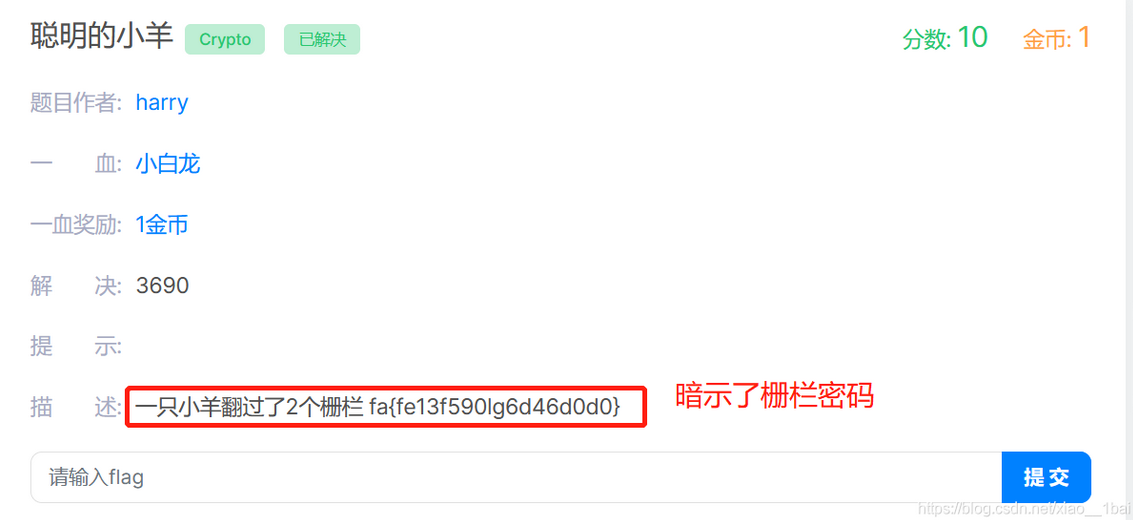 聪明的小羊 Crypto 已解决 分数: 10 金币: 1
题目作者: harry
一 血: 小白龙
一血奖励: 1金币
解 决: 3690
提 示:
描 述: 一只小羊翻过了2个栅栏 fa{fe13f590lg6d46d0d0} 暗示了栅栏密码
请输入flag 提 交
https://blog.csdn.net/xiao__1bai